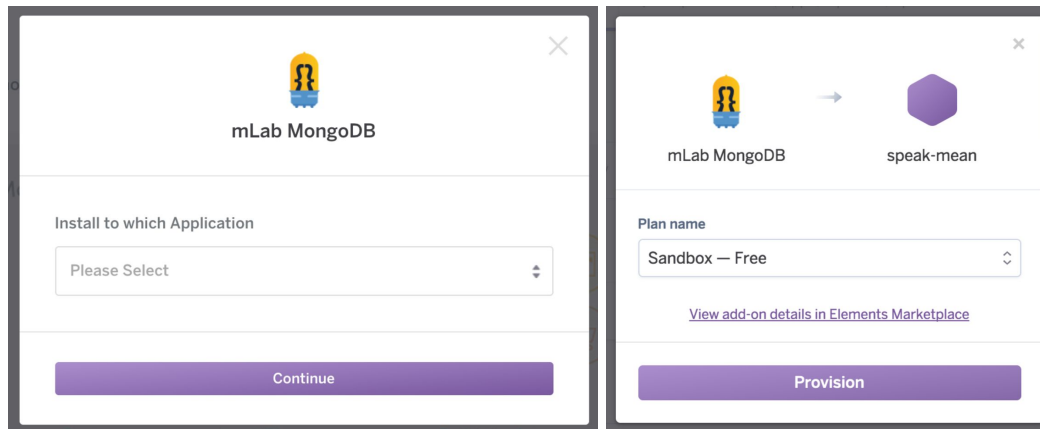 mLab MongoDB
Install to which Application
Please Select
Continue
mLab MongoDB
speak-mean
Plan name
Sandbox — Free
View add-on details in Elements Marketplace
Provision